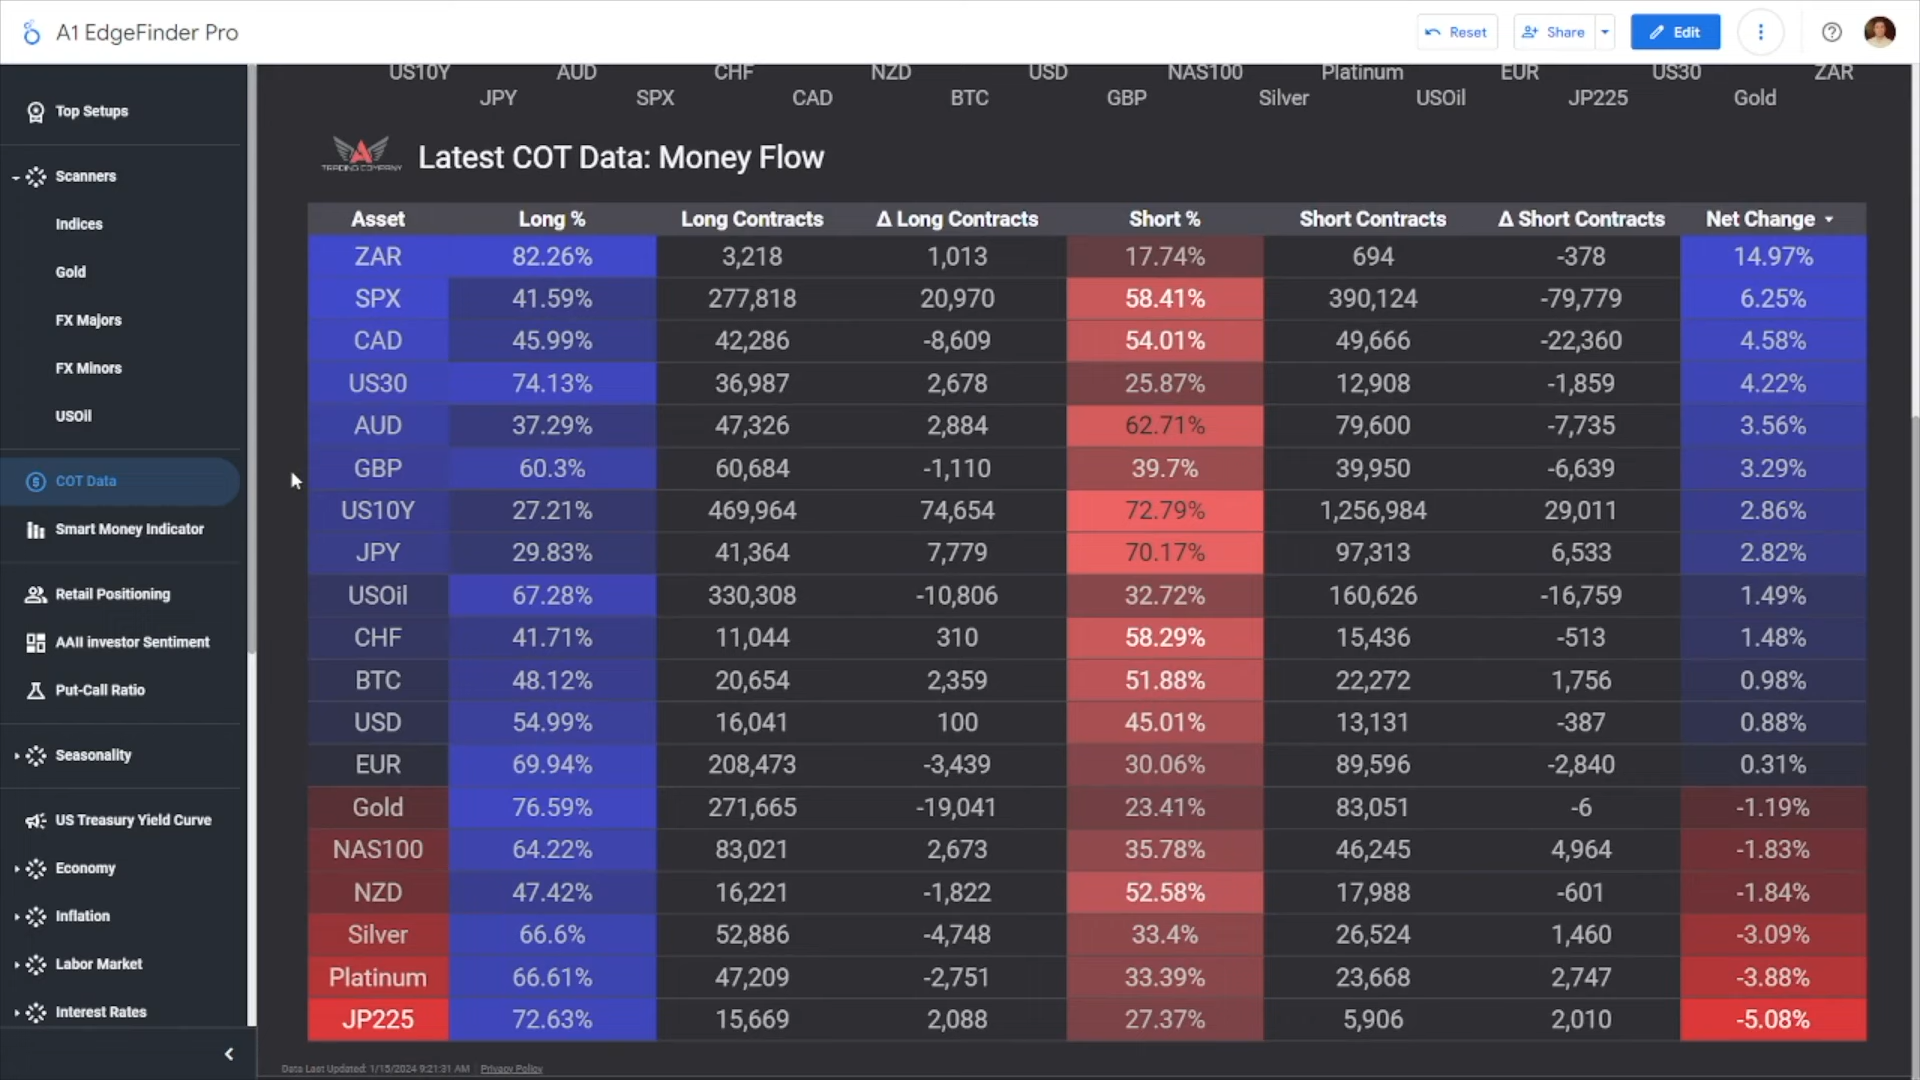 A1 EdgeFinder Pro
Reset
Share
Edit
Top Setups
Scanners
Indices
Gold
FX Majors
FX Minors
USOil
COT Data
Smart Money Indicator
Retail Positioning
AAII investor Sentiment
Put-Call Ratio
Seasonality
US Treasury Yield Curve
Economy
Inflation
Labor Market
Interest Rates
US10Y AUD CHF NZD USD NAS100 Platinum EUR US30 ZAR
JPY SPX CAD BTC GBP Silver USOil JP225 Gold
A
TRADING COMPANY
Latest COT Data: Money Flow
Asset Long % Long Contracts Δ Long Contracts Short % Short Contracts Δ Short Contracts Net Change
ZAR 82.26% 3,218 1,013 17.74% 694 -378 14.97%
SPX 41.59% 277,818 20,970 58.41% 390,124 -79,779 6.25%
CAD 45.99% 42,286 -8,609 54.01% 49,666 -22,360 4.58%
US30 74.13% 36,987 2,678 25.87% 12,908 -1,859 4.22%
AUD 37.29% 47,326 2,884 62.71% 79,600 -7,735 3.56%
GBP 60.3% 60,684 -1,110 39.7% 39,950 -6,639 3.29%
US10Y 27.21% 469,964 74,654 72.79% 1,256,984 29,011 2.86%
JPY 29.83% 41,364 7,779 70.17% 97,313 6,533 2.82%
USOil 67.28% 330,308 -10,806 32.72% 160,626 -16,759 1.49%
CHF 41.71% 11,044 310 58.29% 15,436 -513 1.48%
BTC 48.12% 20,654 2,359 51.88% 22,272 1,756 0.98%
USD 54.99% 16,041 100 45.01% 13,131 -387 0.88%
EUR 69.94% 208,473 -3,439 30.06% 89,596 -2,840 0.31%
Gold 76.59% 271,665 -19,041 23.41% 83,051 -6 -1.19%
NAS100 64.22% 83,021 2,673 35.78% 46,245 4,964 -1.83%
NZD 47.42% 16,221 -1,822 52.58% 17,988 -601 -1.84%
Silver 66.6% 52,886 -4,748 33.4% 26,524 1,460 -3.09%
Platinum 66.61% 47,209 -2,751 33.39% 23,668 2,747 -3.88%
JP225 72.63% 15,669 2,088 27.37% 5,906 2,010 -5.08%
Data Last Updated: 1/15/2024 9:21:31 AM Privacy Policy